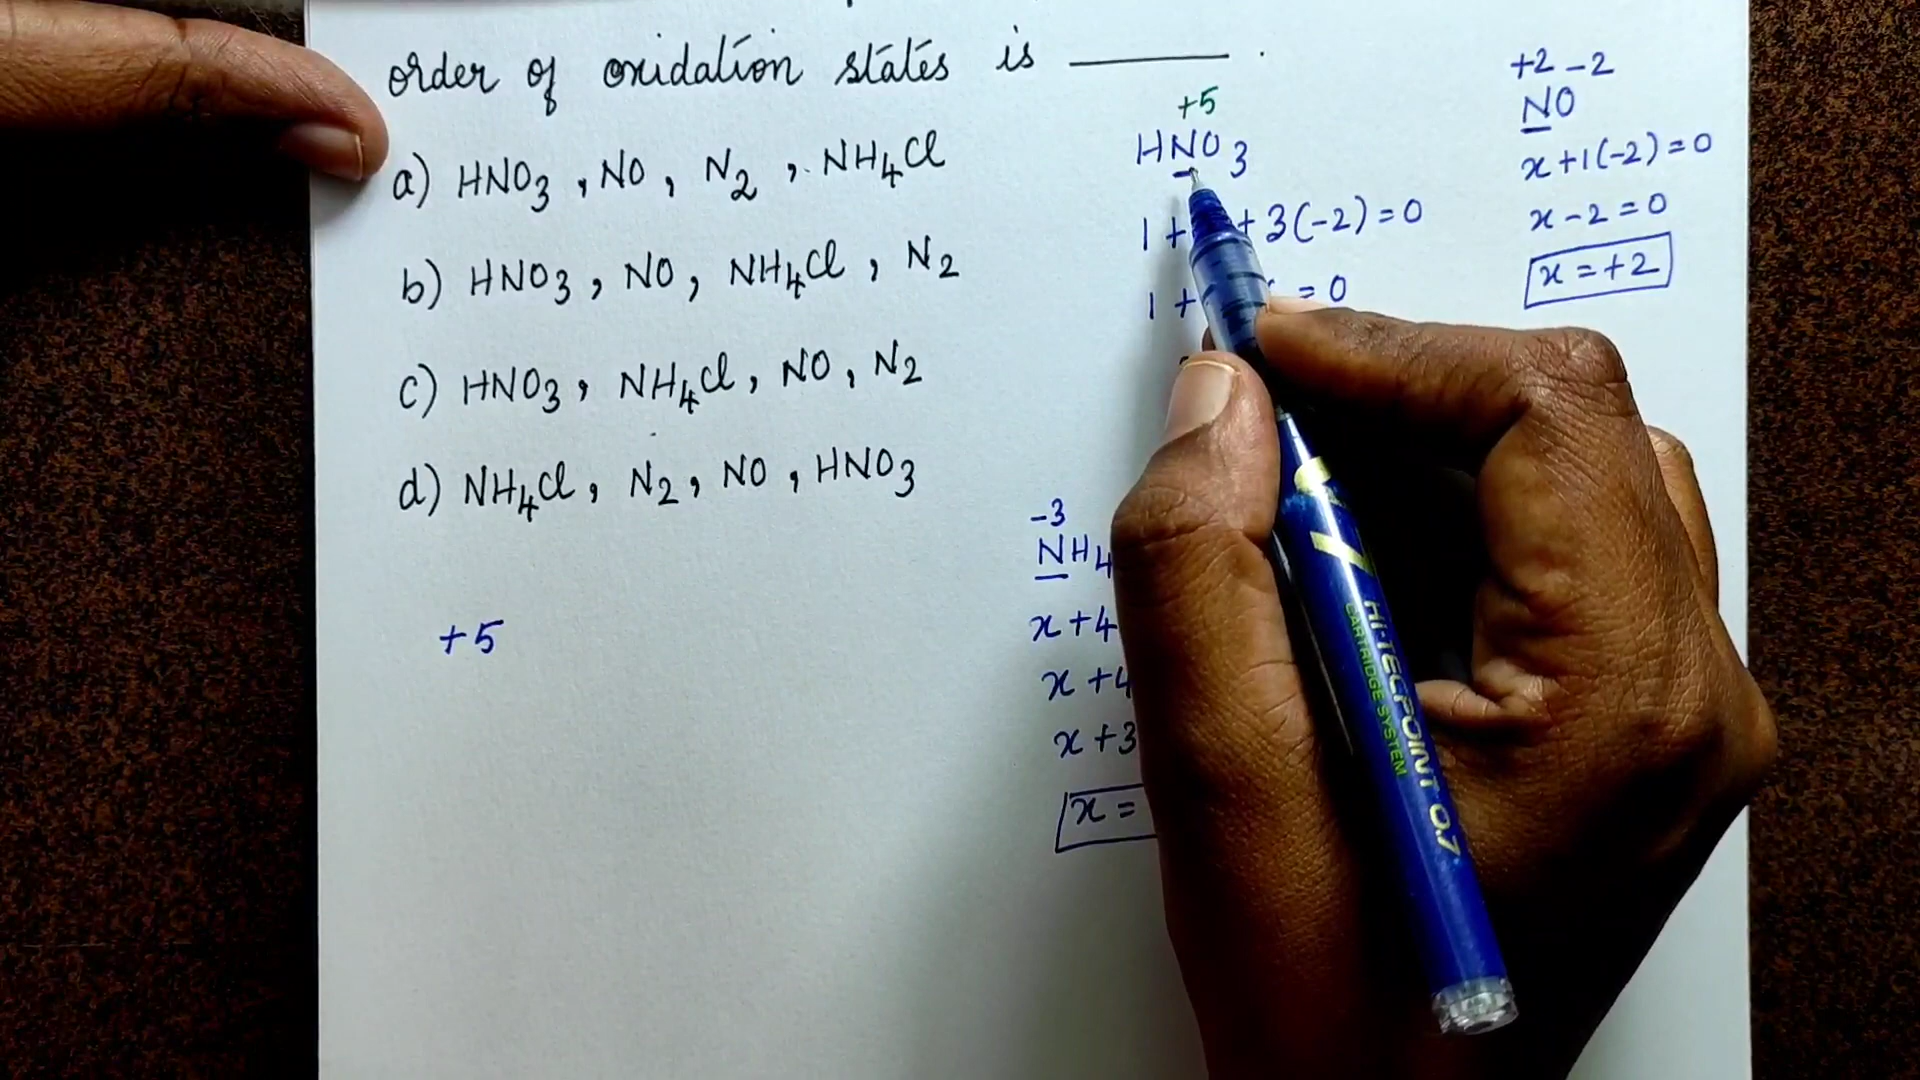 order of oxidation states is ______ .
a) HNO3 , NO , N2 , NH4Cl
b) HNO3 , NO , NH4Cl , N2
c) HNO3 , NH4Cl , NO , N2
d) NH4Cl , N2 , NO , HNO3
+5
+5
HNO3
1 + + 3(-2) = 0
1 + = 0
+2 -2
NO
x + 1(-2) = 0
x - 2 = 0
x = +2
-3
NH4
x + 4
x + 4
x + 3
x =
HI-TECPOINT 0.7
CARTRIDGE SYSTEM